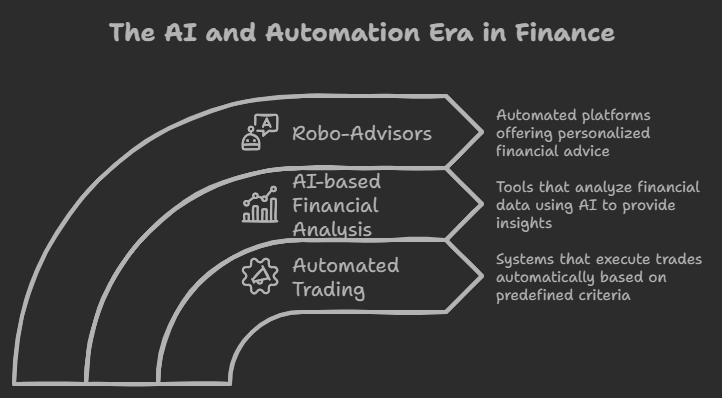 The AI and Automation Era in Finance
A
Robo-Advisors
Automated platforms
offering personalized
financial advice
AI-based
Financial
Analysis
Tools that analyze financial
data using AI to provide
insights
Automated
Trading
Systems that execute trades
automatically based on
predefined criteria